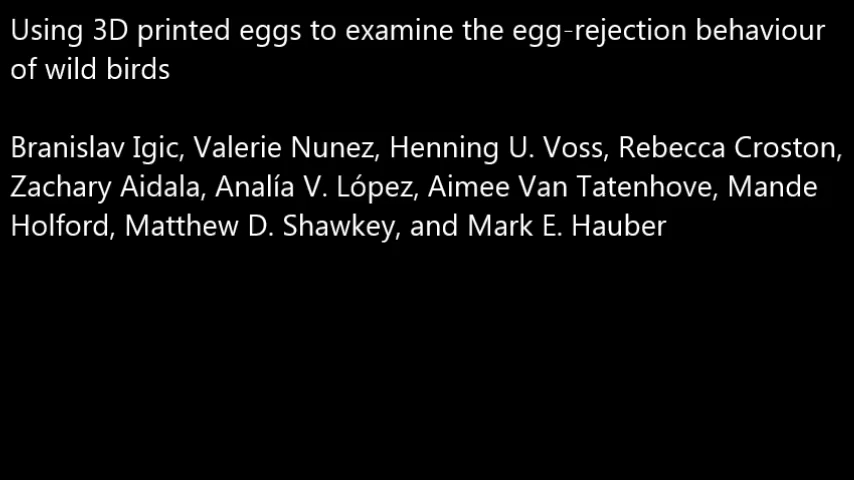 Using 3D printed eggs to examine the egg-rejection behaviour
of wild birds
Branislav Igic, Valerie Nunez, Henning U. Voss, Rebecca Croston,
Zachary Aidala, Analía V. López, Aimee Van Tatenhove, Mande
Holford, Matthew D. Shawkey, and Mark E. Hauber